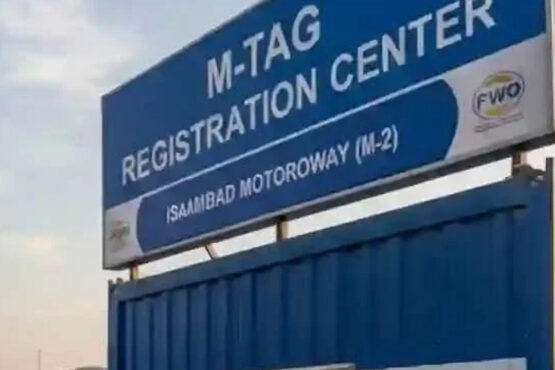 M-TAG
REGISTRATION CENTER
ISAAMBAD MOTOROWAY (M-2)
FWO